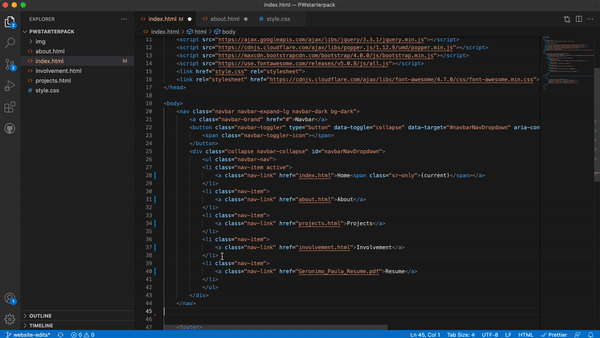 EXPLORER
PWSTARTERPACK
img
about.html
index.html M
involvement.html
projects.html
style.css
OUTLINE
TIMELINE
index.html
about.html
style.css
index.html > html > body
11 <script src="https://ajax.googleapis.com/ajax/libs/jquery/3.3.1/jquery.min.js"></script>
12 <script src="https://cdnjs.cloudflare.com/ajax/libs/popper.js/1.12.9/umd/popper.min.js"></script>
13 <script src="https://maxcdn.bootstrapcdn.com/bootstrap/4.0.0/js/bootstrap.min.js"></script>
14 <script src="https://use.fontawesome.com/releases/v5.0.8/js/all.js"></script>
15 <link href="style.css" rel="stylesheet">
16 <link rel="stylesheet" href="https://cdnjs.cloudflare.com/ajax/libs/font-awesome/4.7.0/css/font-awesome.min.css">
17 </head>
18
19 <body>
20 <nav class="navbar navbar-expand-lg navbar-dark bg-dark">
21 <a class="navbar-brand" href="#">Navbar</a>
22 <button class="navbar-toggler" type="button" data-toggle="collapse" data-target="#navbarNavDropdown" aria-con
23 <span class="navbar-toggler-icon"></span>
24 </button>
25 <div class="collapse navbar-collapse" id="navbarNavDropdown">
26 <ul class="navbar-nav">
27 <li class="nav-item active">
28 <a class="nav-link" href="index.html">Home<span class="sr-only">(current)</span></a>
29 </li>
30 <li class="nav-item">
31 <a class="nav-link" href="about.html">About</a>
32 </li>
33 <li class="nav-item">
34 <a class="nav-link" href="projects.html">Projects</a>
35 </li>
36 <li class="nav-item">
37 <a class="nav-link" href="involvement.html">Involvement</a>
38 </li>
39 <li class="nav-item">
40 <a class="nav-link" href="Geronimo_Paula_Resume.pdf">Resume</a>
41 </li>
42 </ul>
43 </div>
44 </nav>
45
46
47 <footer>
website-edits* 0 0 Ln 45, Col 1 Tab Size: 4 UTF-8 LF HTML Prettier